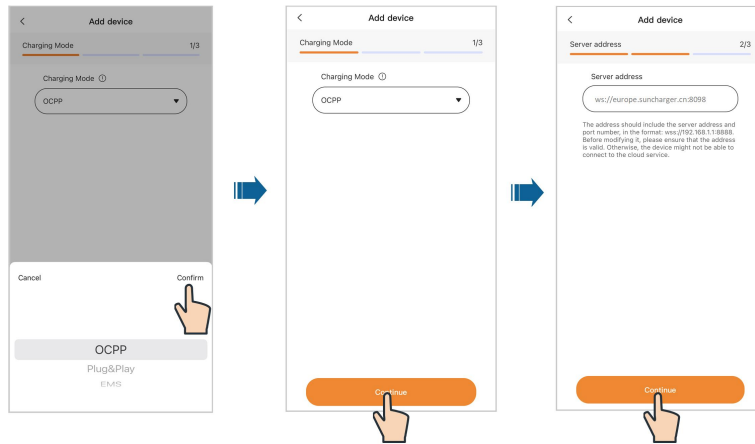 Add device
Charging Mode 1/3
Charging Mode
OCPP
Cancel Confirm
OCPP
Plug&Play
EMS
Add device
Charging Mode 1/3
Charging Mode
OCPP
Continue
Add device
Server address 2/3
Server address
ws://europe.suncharger.cn:8098
The address should include the server address and
port number, in the format: wss://192.168.1.1:8888.
Before modifying it, please ensure that the address
is valid. Otherwise, the device might not be able to
connect to the cloud service.
Continue